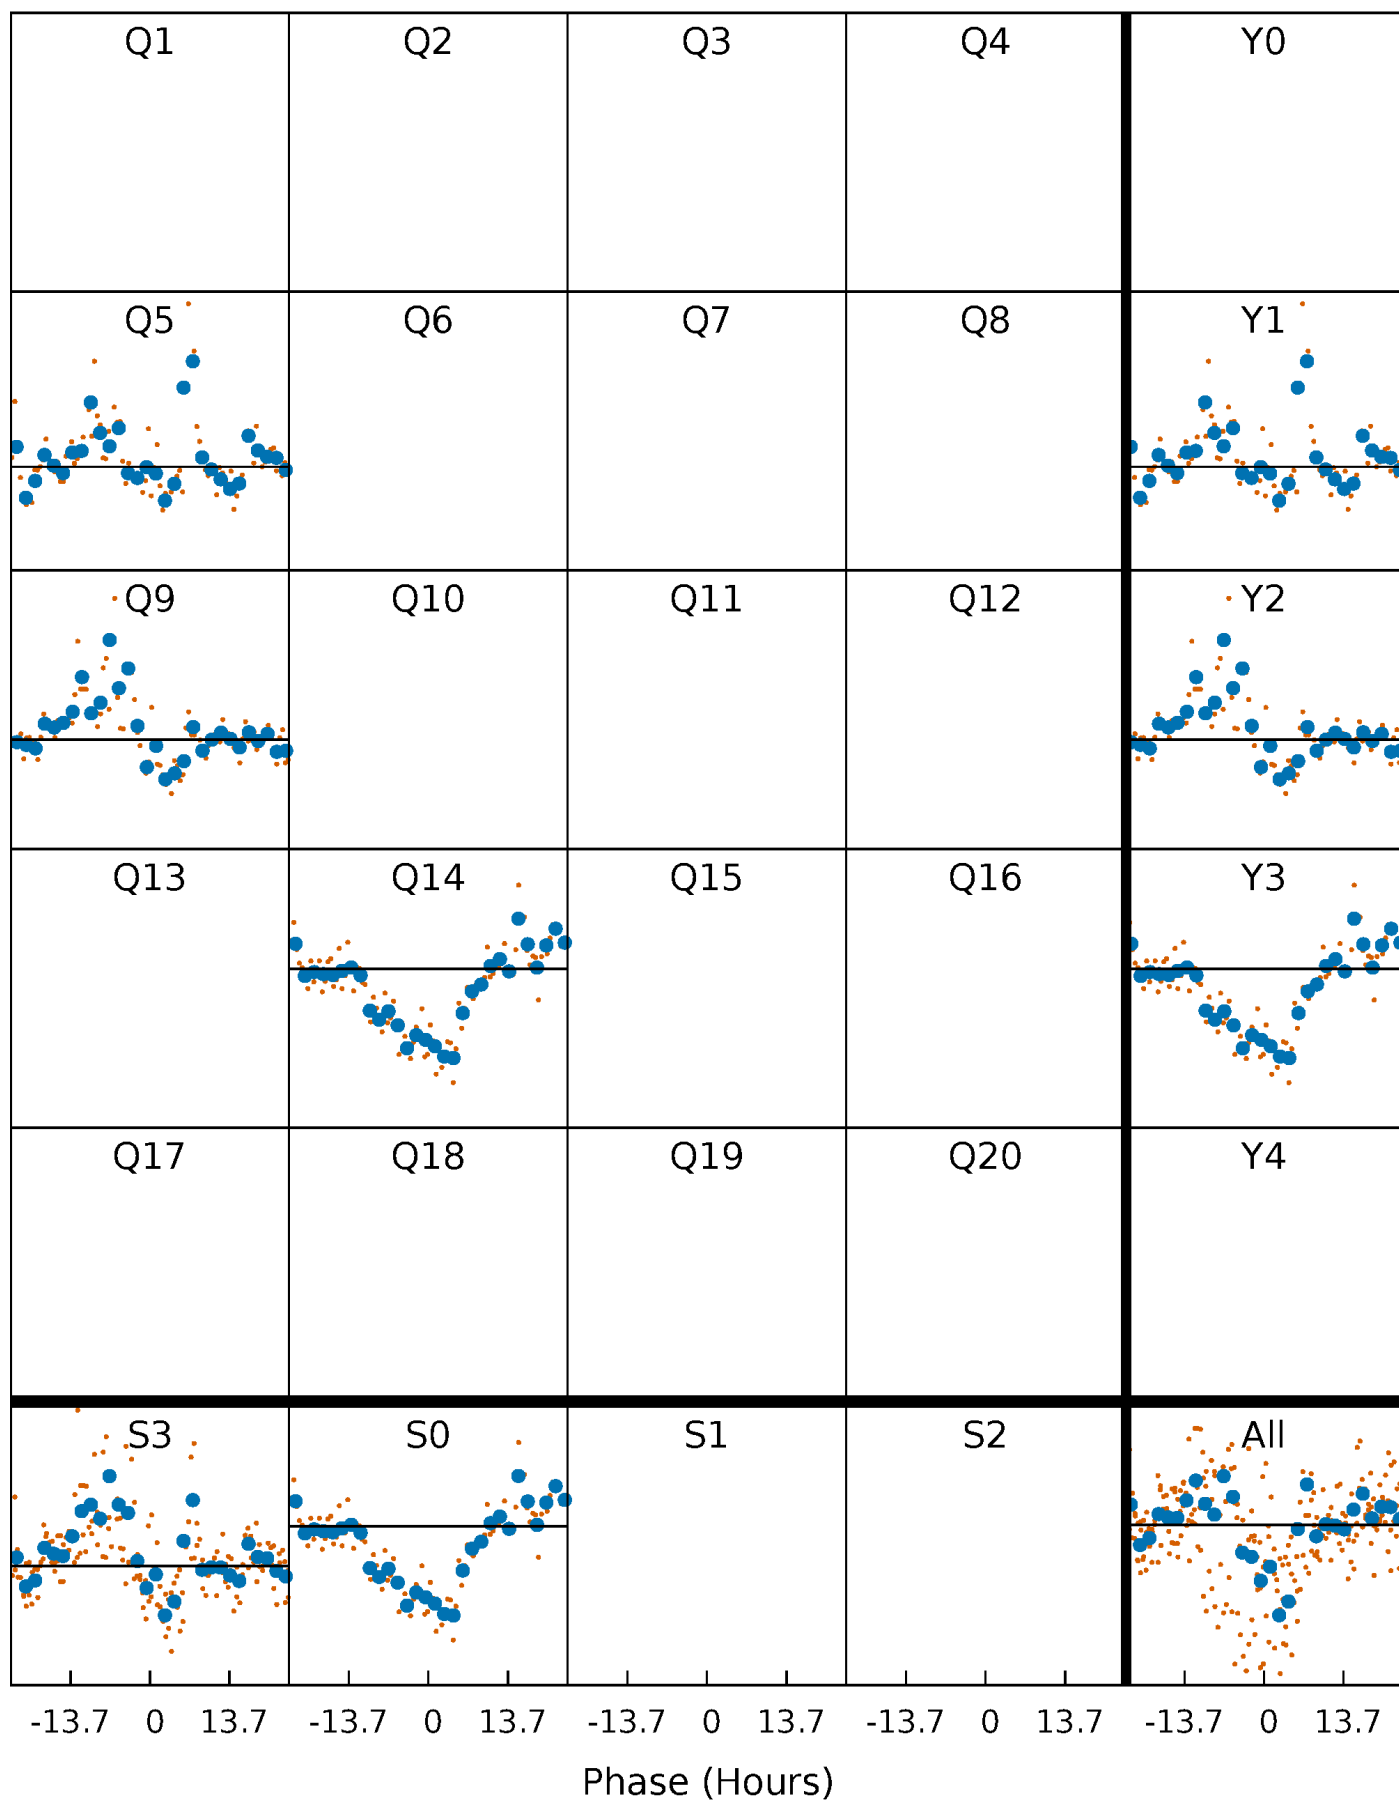 Q1 Q2 Q3 Q4 Y0
Q5 Q6 Q7 Q8 Y1
Q9 Q10 Q11 Q12 Y2
Q13 Q14 Q15 Q16 Y3
Q17 Q18 Q19 Q20 Y4
S3 S0 S1 S2 All
-13.7 0 13.7 -13.7 0 13.7 -13.7 0 13.7 -13.7 0 13.7 -13.7 0 13.7
Phase (Hours)